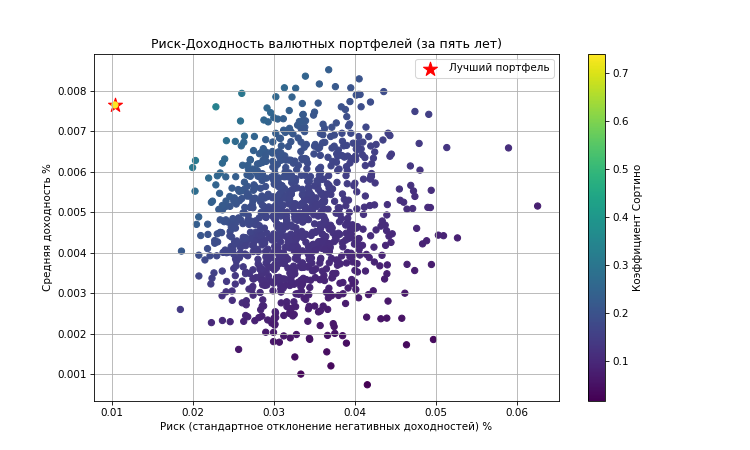 Риск-Доходность валютных портфелей (за пять лет)
Лучший портфель
Средняя доходность %
0.008
0.007
0.006
0.005
0.004
0.003
0.002
0.001
0.01 0.02 0.03 0.04 0.05 0.06
Риск (стандартное отклонение негативных доходностей) %
0.7
0.6
0.5
0.4
0.3
0.2
0.1
Коэффициент Сортино